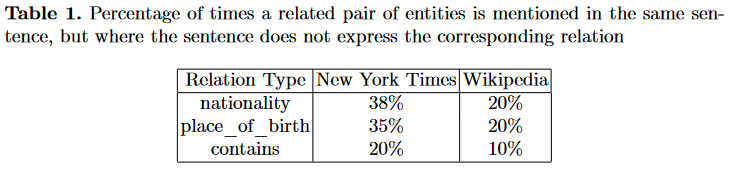 Table 1. Percentage of times a related pair of entities is mentioned in the same sen-
tence, but where the sentence does not express the corresponding relation
Relation Type New York Times Wikipedia
nationality 38% 20%
place_of_birth 35% 20%
contains 20% 10%